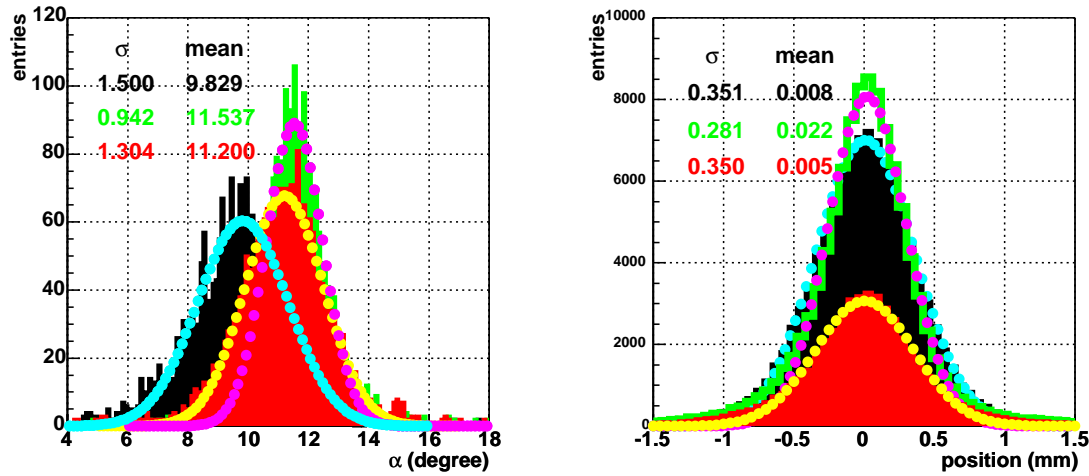 entries
120
100
80
60
40
20
0
σ mean
1.500 9.829
0.942 11.537
1.304 11.200
4 6 8 10 12 14 16 18
α (degree)
entries
10000
8000
6000
4000
2000
0
σ mean
0.351 0.008
0.281 0.022
0.350 0.005
-1.5 -1 -0.5 0 0.5 1 1.5
position (mm)